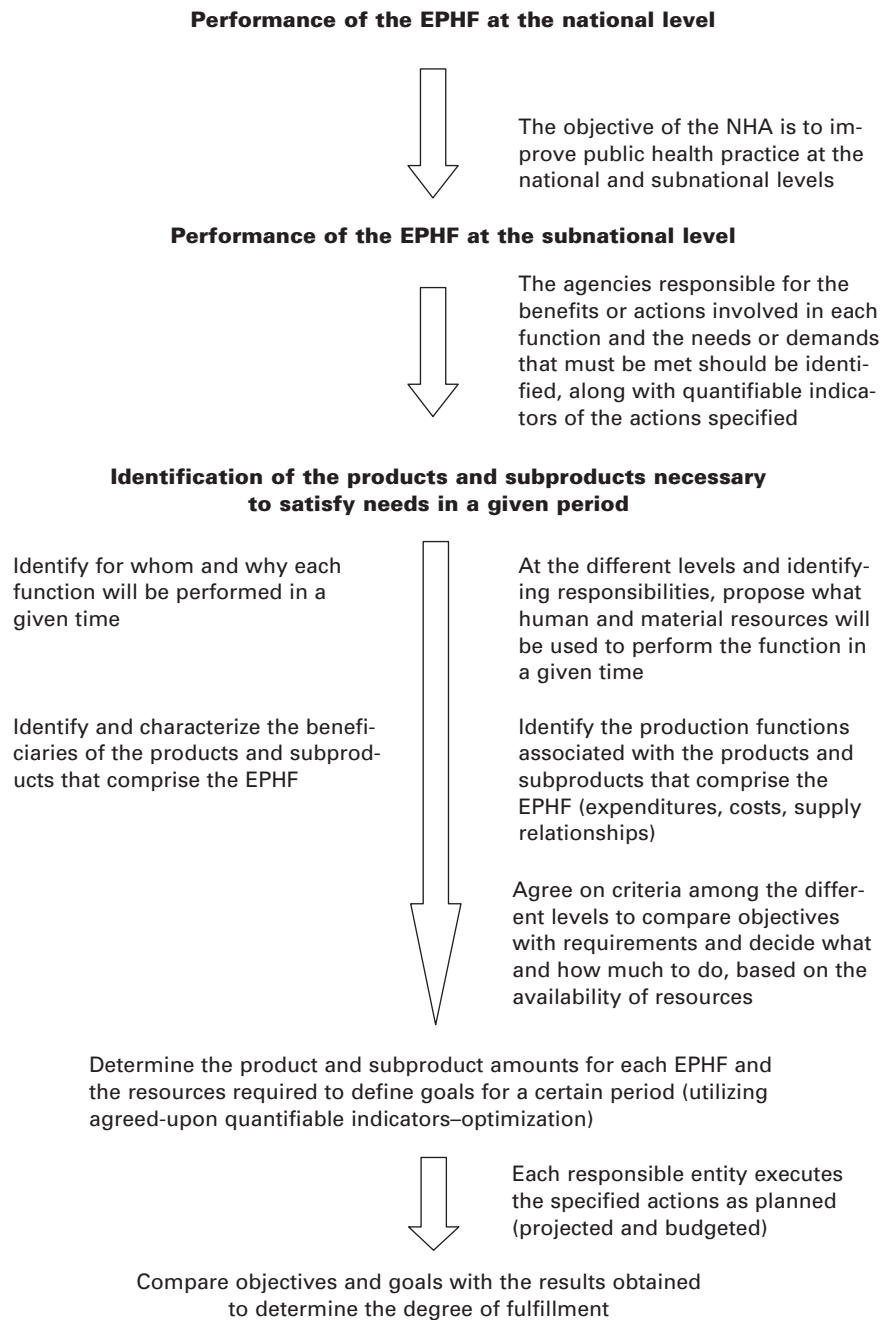 Performance of the EPHF at the national level
The objective of the NHA is to im-
prove public health practice at the
national and subnational levels
Performance of the EPHF at the subnational level
The agencies responsible for the
benefits or actions involved in each
function and the needs or demands
that must be met should be identi-
fied, along with quantifiable indica-
tors of the actions specified
Identification of the products and subproducts necessary
to satisfy needs in a given period
Identify for whom and why each
function will be performed in a
given time
At the different levels and identify-
ing responsibilities, propose what
human and material resources will
be used to perform the function in
a given time
Identify and characterize the benefi-
ciaries of the products and subprod-
ucts that comprise the EPHF
Identify the production functions
associated with the products and
subproducts that comprise the
EPHF (expenditures, costs, supply
relationships)
Agree on criteria among the differ-
ent levels to compare objectives
with requirements and decide what
and how much to do, based on the
availability of resources
Determine the product and subproduct amounts for each EPHF and
the resources required to define goals for a certain period (utilizing
agreed-upon quantifiable indicators–optimization)
Each responsible entity executes
the specified actions as planned
(projected and budgeted)
Compare objectives and goals with the results obtained
to determine the degree of fulfillment